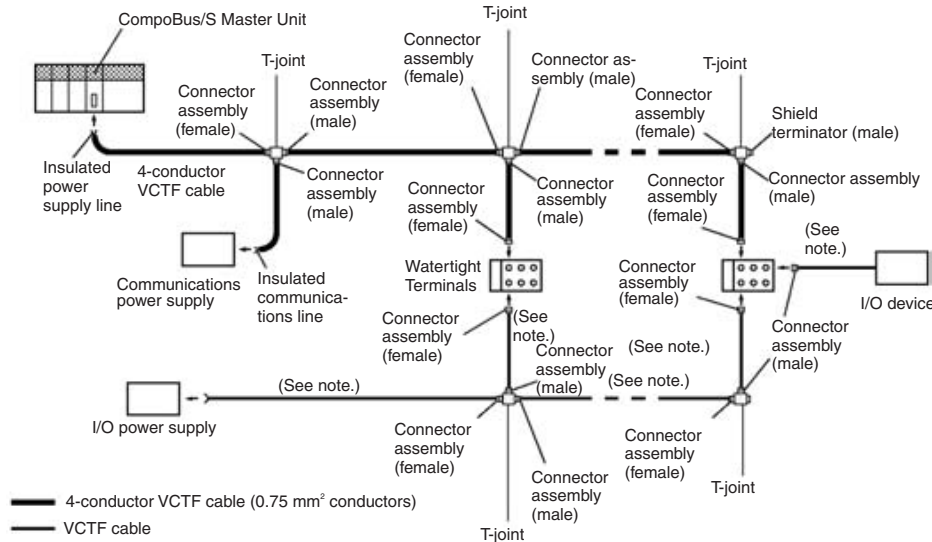 CompoBus/S Master Unit
T-joint
T-joint
T-joint
Connector
assembly
(female)
Connector
assembly
(male)
Connector
assembly
(female)
Connector as-
sembly (male)
Connector
assembly
(female)
Shield
terminator (male)
Insulated
power
supply line
4-conductor
VCTF cable
Connector
assembly
(male)
Connector
assembly
(female)
Connector
assembly
(male)
Connector
assembly
(female)
Connector assembly
(male)
(See
note.)
Communications
power supply
Insulated
communica-
tions line
Watertight
Terminals
Connector
assembly
(female)
I/O device
Connector
assembly
(female)
(See
note.)
Connector
assembly
(male)
(See note.)
Connector
assembly
(male)
(See note.)
(See note.)
I/O power supply
Connector
assembly
(female)
Connector
assembly
(male)
Connector
assembly
(female)
T-joint
T-joint
4-conductor VCTF cable (0.75 mm² conductors)
VCTF cable